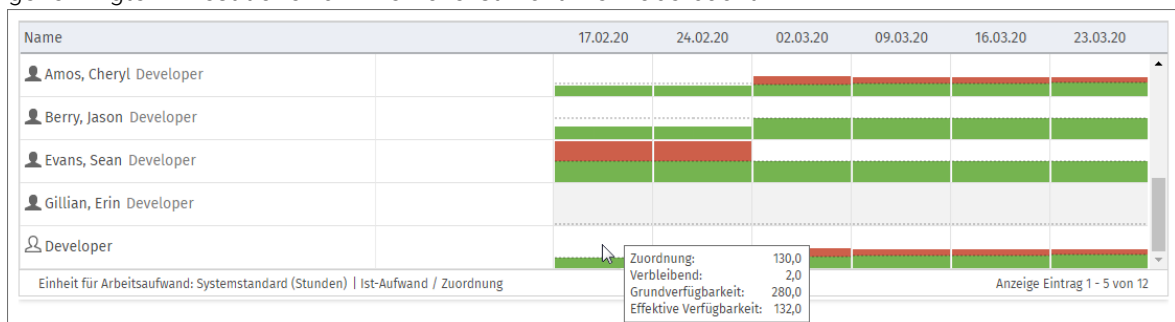 Name 17.02.20 24.02.20 02.03.20 09.03.20 16.03.20 23.03.20
Amos, Cheryl Developer
Berry, Jason Developer
Evans, Sean Developer
Gillian, Erin Developer
Developer
Zuordnung: 130,0
Verbleibend: 2,0
Grundverfügbarkeit: 280,0
Effektive Verfügbarkeit: 132,0
Einheit für Arbeitsaufwand: Systemstandard (Stunden) | Ist-Aufwand / Zuordnung
Anzeige Eintrag 1 - 5 von 12